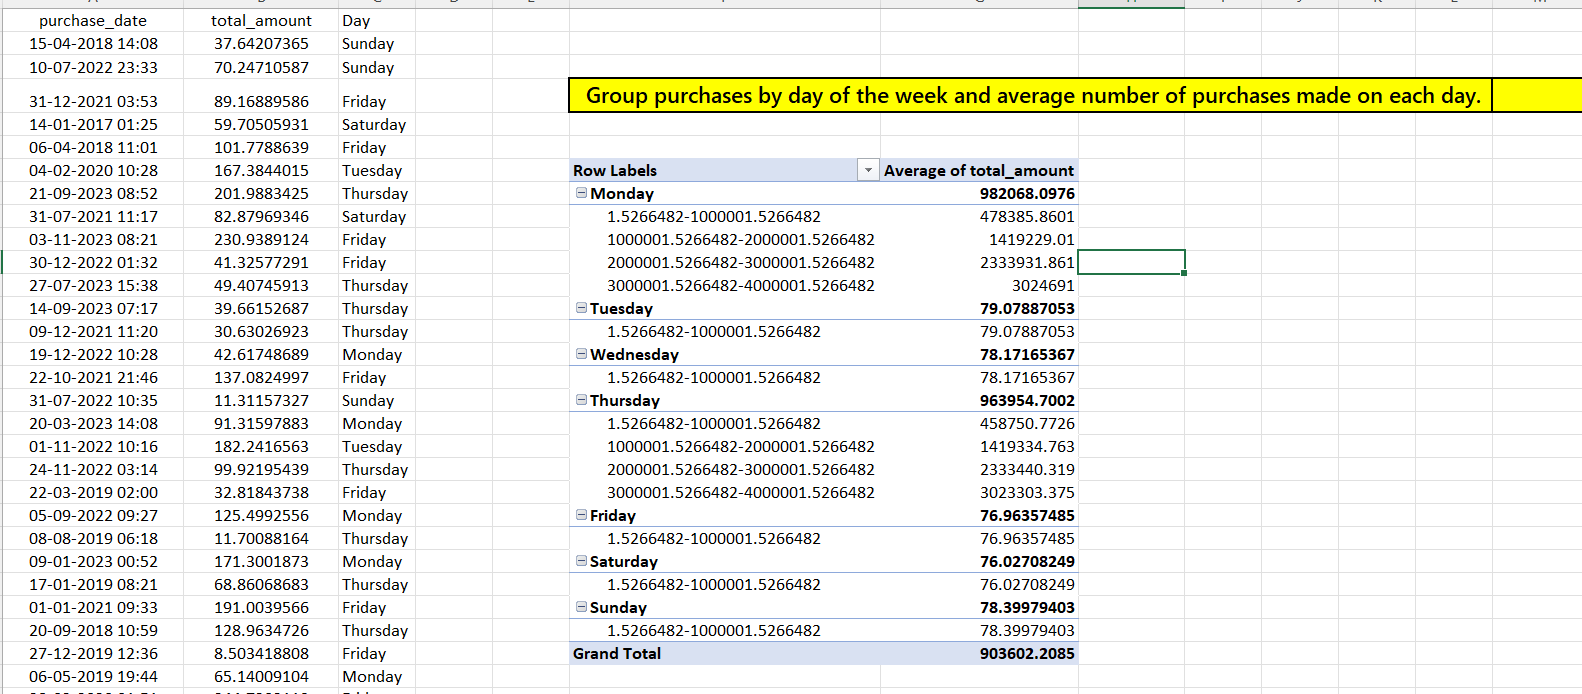 purchase_date total_amount Day
15-04-2018 14:08 37.64207365 Sunday
10-07-2022 23:33 70.24710587 Sunday
Group purchases by day of the week and average number of purchases made on each day.
31-12-2021 03:53 89.16889586 Friday
14-01-2017 01:25 59.70505931 Saturday
06-04-2018 11:01 101.7788639 Friday
04-02-2020 10:28 167.3844015 Tuesday Row Labels Average of total_amount
21-09-2023 08:52 201.9883425 Thursday Monday 982068.0976
31-07-2021 11:17 82.87969346 Saturday 1.5266482-1000001.5266482 478385.8601
03-11-2023 08:21 230.9389124 Friday 1000001.5266482-2000001.5266482 1419229.01
30-12-2022 01:32 41.32577291 Friday 2000001.5266482-3000001.5266482 2333931.861
27-07-2023 15:38 49.40745913 Thursday 3000001.5266482-4000001.5266482 3024691
14-09-2023 07:17 39.66152687 Thursday Tuesday 79.07887053
09-12-2021 11:20 30.63026923 Thursday 1.5266482-1000001.5266482 79.07887053
19-12-2022 10:28 42.61748689 Monday Wednesday 78.17165367
22-10-2021 21:46 137.0824997 Friday 1.5266482-1000001.5266482 78.17165367
31-07-2022 10:35 11.31157327 Sunday Thursday 963954.7002
20-03-2023 14:08 91.31597883 Monday 1.5266482-1000001.5266482 458750.7726
01-11-2022 10:16 182.2416563 Tuesday 1000001.5266482-2000001.5266482 1419334.763
24-11-2022 03:14 99.92195439 Thursday 2000001.5266482-3000001.5266482 2333440.319
22-03-2019 02:00 32.81843738 Friday 3000001.5266482-4000001.5266482 3023303.375
05-09-2022 09:27 125.4992556 Monday Friday 76.96357485
08-08-2019 06:18 11.70088164 Thursday 1.5266482-1000001.5266482 76.96357485
09-01-2023 00:52 171.3001873 Monday Saturday 76.02708249
17-01-2019 08:21 68.86068683 Thursday 1.5266482-1000001.5266482 76.02708249
01-01-2021 09:33 191.0039566 Friday Sunday 78.39979403
20-09-2018 10:59 128.9634726 Thursday 1.5266482-1000001.5266482 78.39979403
27-12-2019 12:36 8.503418808 Friday Grand Total 903602.2085
06-05-2019 19:44 65.14009104 Monday